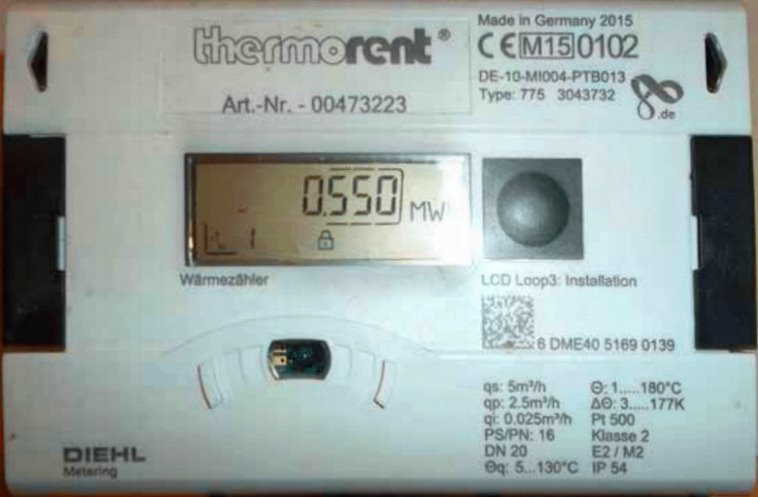 thermorent®
Art.-Nr. - 00473223
Made in Germany 2015
CE M15 0102
DE-10-MI004-PTB013
Type: 775 3043732
.de
0.550 MW
1
Wärmezähler
LCD Loop3: Installation
6 DME40 5169 0139
qs: 5m³/h
qp: 2.5m³/h
qi: 0.025m³/h
PS/PN: 16
DN 20
Θq: 5...130°C
Θ: 1.....180°C
ΔΘ: 3.....177K
Pt 500
Klasse 2
E2 / M2
IP 54
DIEHL
Metering